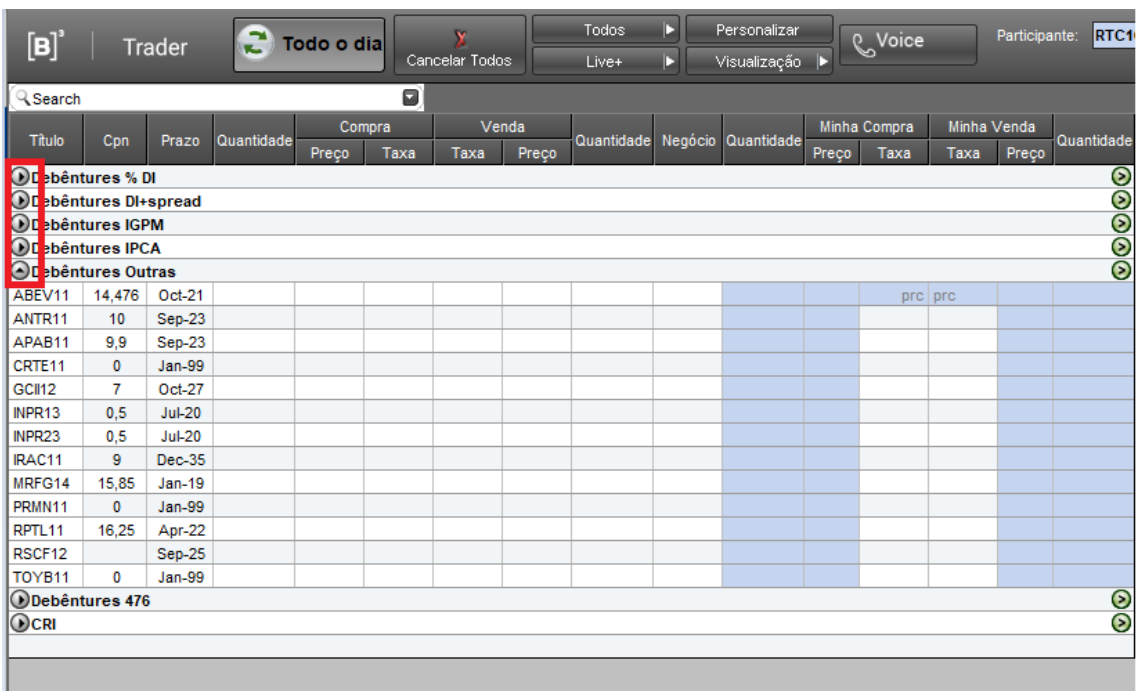 [B]³ Trader Todo o dia Cancelar Todos Todos Personalizar Voice Participante: RTC1
Live+ Visualização
Search
Título Cpn Prazo Quantidade Compra Venda Quantidade Negócio Quantidade Minha Compra Minha Venda Quantidade
Preço Taxa Taxa Preço Preço Taxa Taxa Preço
Debêntures % DI
Debêntures DI+spread
Debêntures IGPM
Debêntures IPCA
Debêntures Outras
ABEV11 14,476 Oct-21 prc prc
ANTR11 10 Sep-23
APAB11 9,9 Sep-23
CRTE11 0 Jan-99
GCII12 7 Oct-27
INPR13 0,5 Jul-20
INPR23 0,5 Jul-20
IRAC11 9 Dec-35
MRFG14 15,85 Jan-19
PRMN11 0 Jan-99
RPTL11 16,25 Apr-22
RSCF12 Sep-25
TOYB11 0 Jan-99
Debêntures 476
CRI